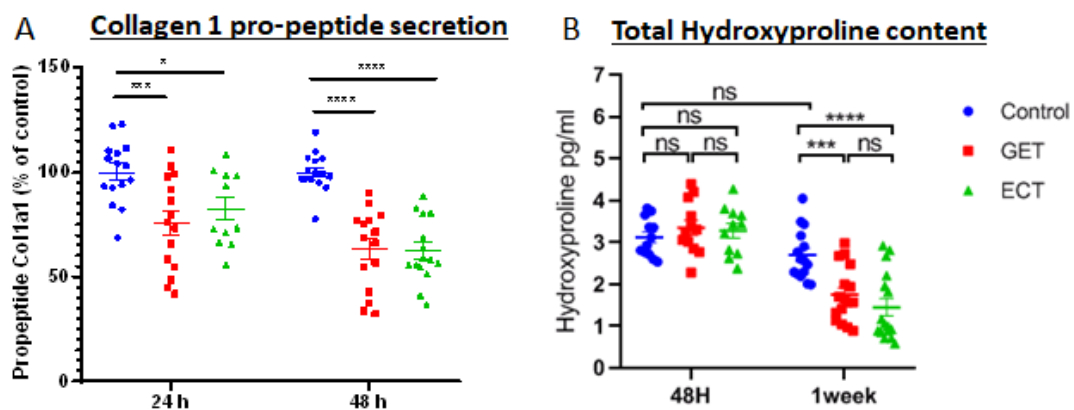 A Collagen 1 pro-peptide secretion
Propeptide Col1a1 (% of control)
150
100
50
0
*
***
****
****
24 h
48 h
B Total Hydroxyproline content
Hydroxyproline pg/ml
7
6
5
4
3
2
1
0
ns
ns
****
ns
ns
***
ns
48H
1week
Control
GET
ECT